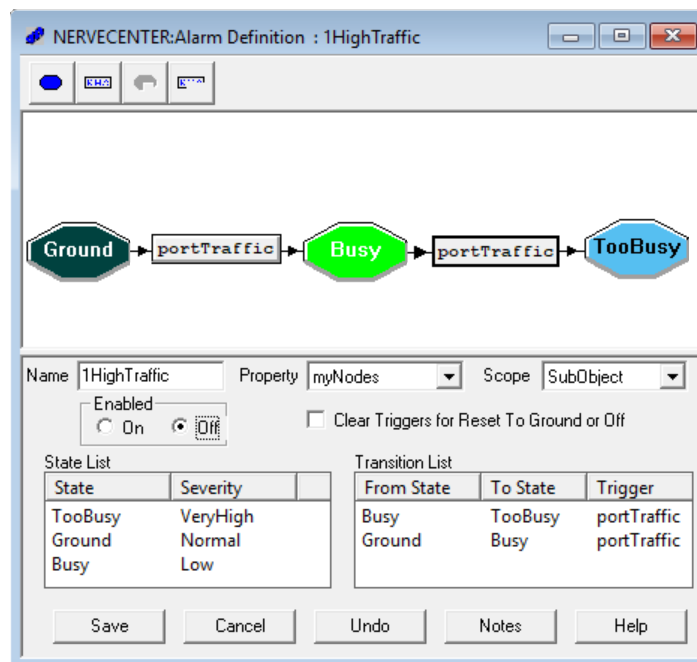 NERVECENTER:Alarm Definition : 1HighTraffic
Ground portTraffic Busy portTraffic TooBusy
Name 1HighTraffic Property myNodes Scope SubObject
Enabled
On Off Clear Triggers for Reset To Ground or Off
State List
State Severity
TooBusy VeryHigh
Ground Normal
Busy Low
Transition List
From State To State Trigger
Busy TooBusy portTraffic
Ground Busy portTraffic
Save Cancel Undo Notes Help